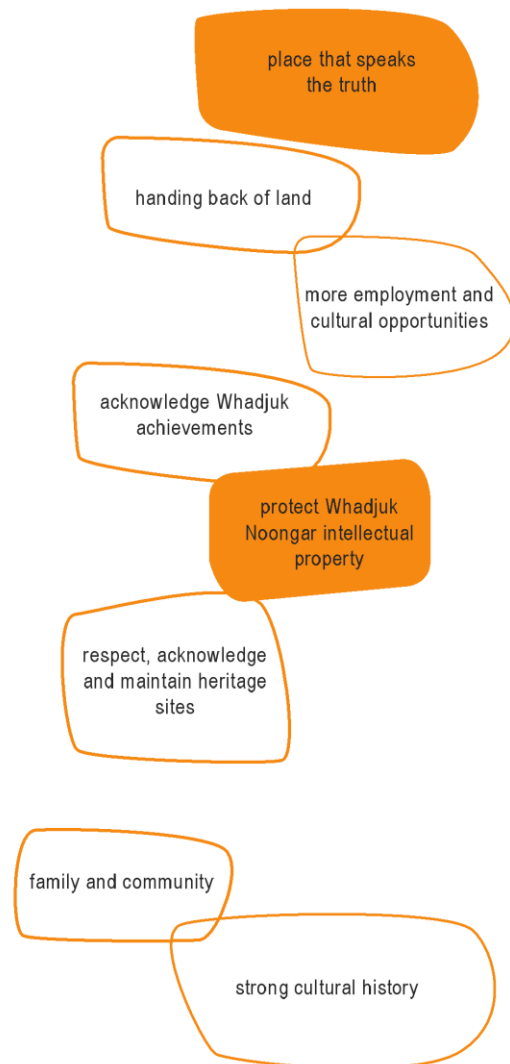 place that speaks
the truth
handing back of land
more employment and
cultural opportunities
acknowledge Whadjuk
achievements
protect Whadjuk
Noongar intellectual
property
respect, acknowledge
and maintain heritage
sites
family and community
strong cultural history